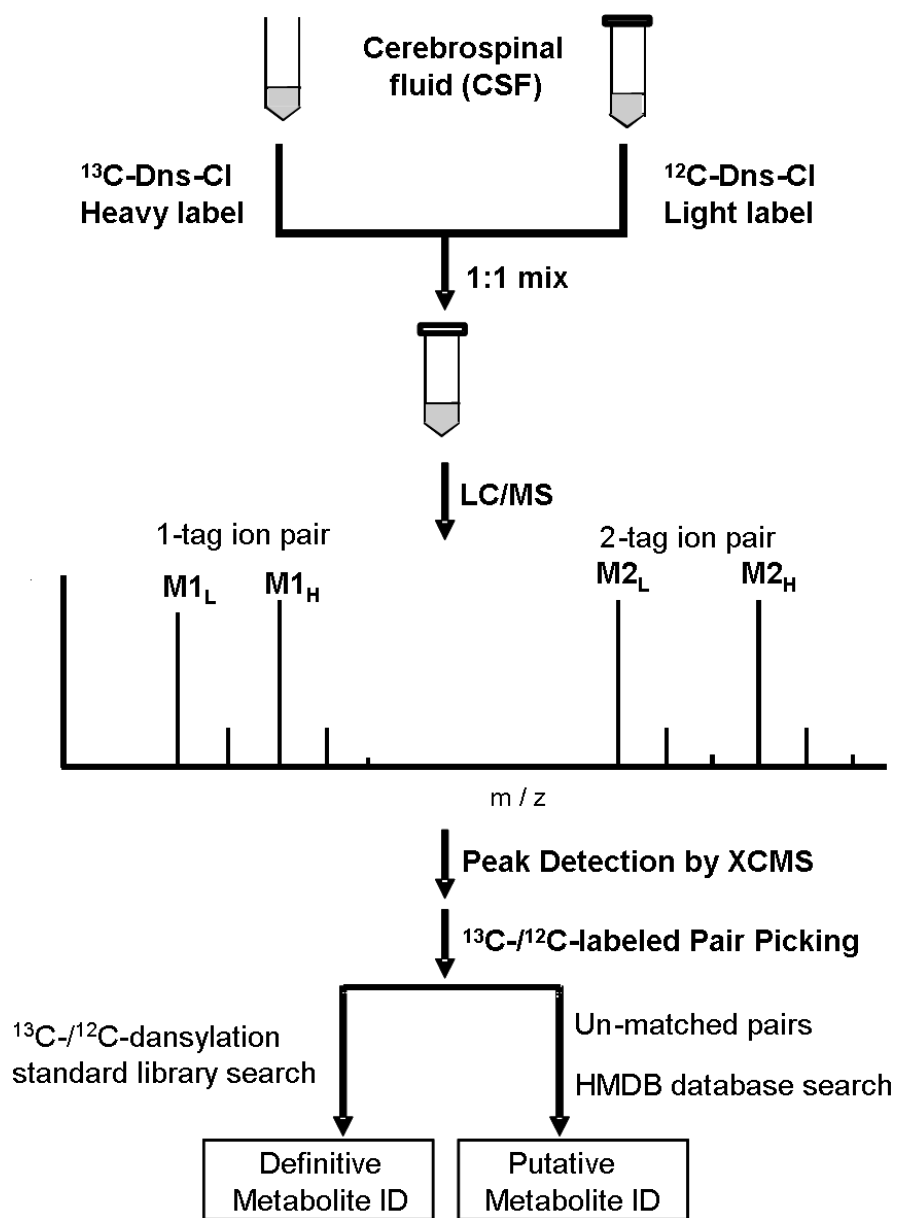 Cerebrospinal
fluid (CSF)
¹³C-Dns-Cl
Heavy label
¹²C-Dns-Cl
Light label
1:1 mix
LC/MS
1-tag ion pair
2-tag ion pair
M1L
M1H
M2L
M2H
m / z
Peak Detection by XCMS
¹³C-/¹²C-labeled Pair Picking
¹³C-/¹²C-dansylation
standard library search
Un-matched pairs
HMDB database search
Definitive
Metabolite ID
Putative
Metabolite ID